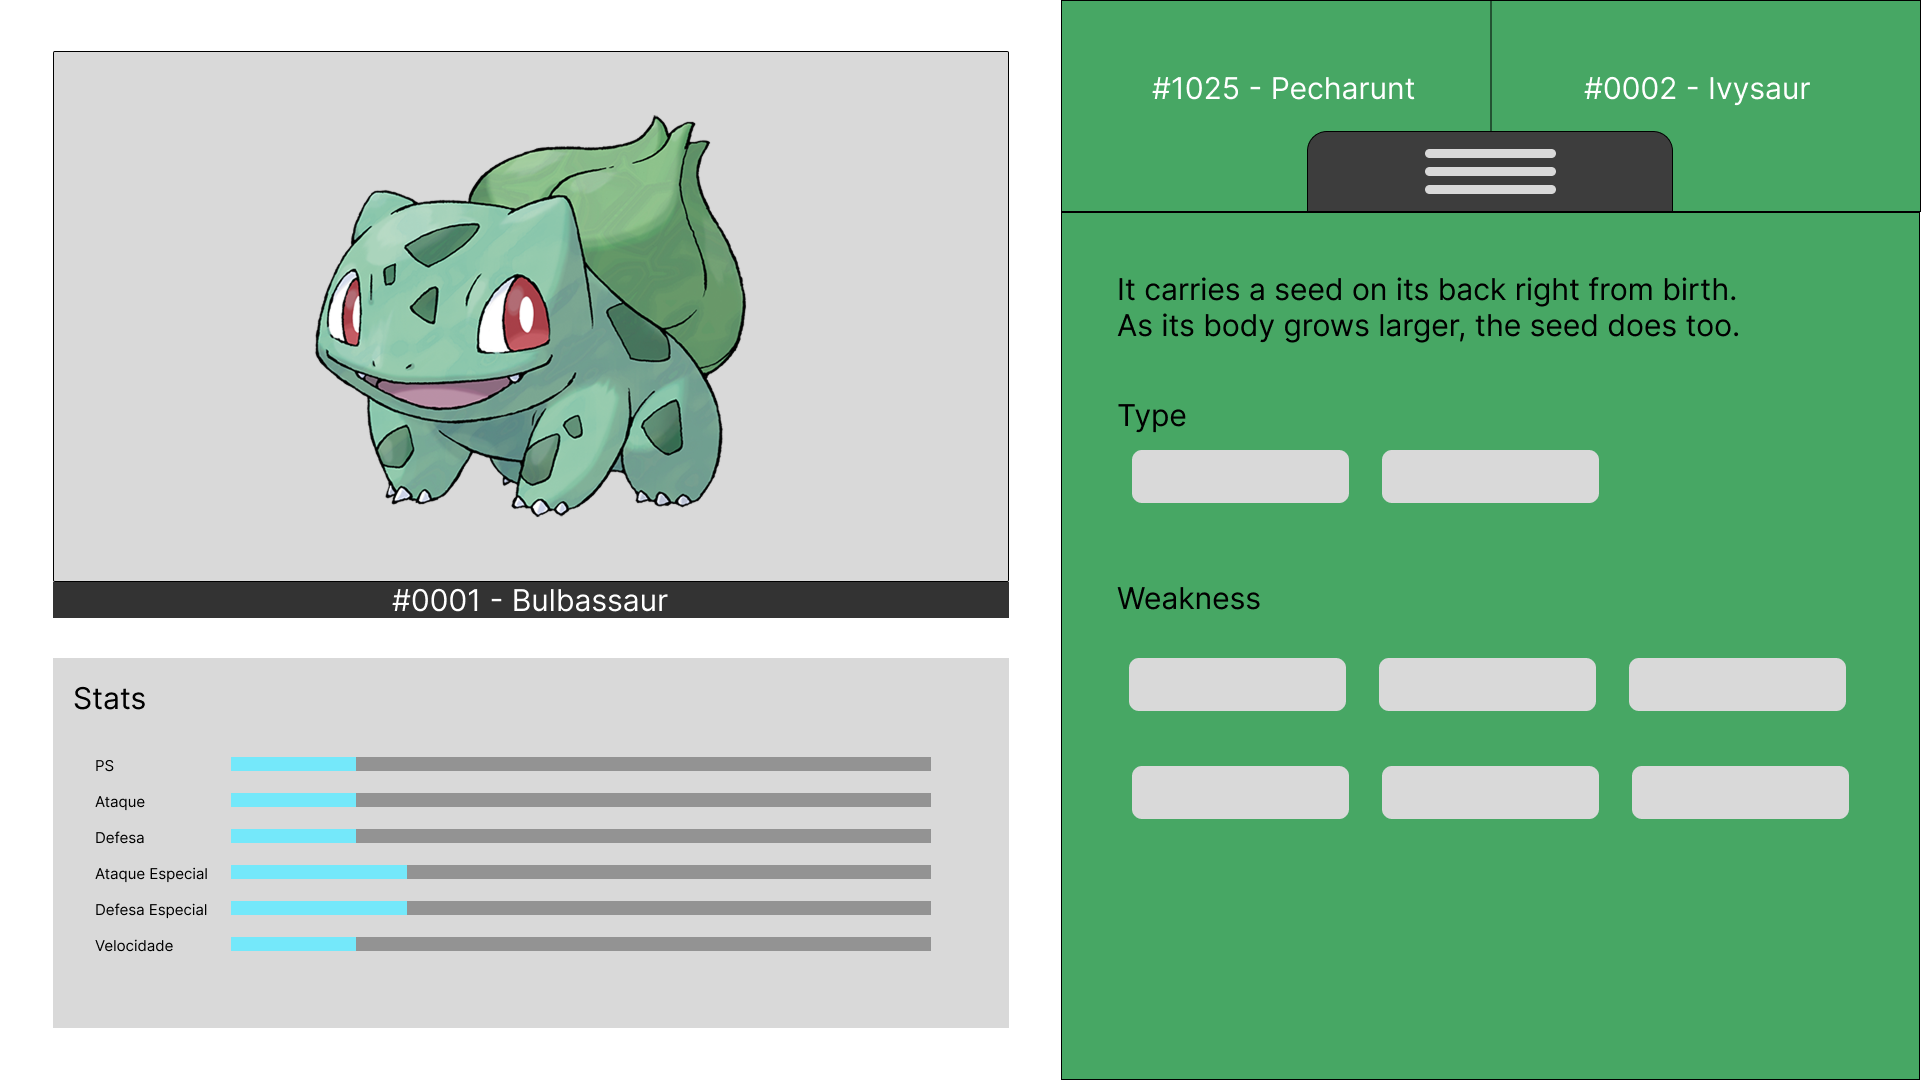 #0001 - Bulbassaur
Stats
PS
Ataque
Defesa
Ataque Especial
Defesa Especial
Velocidade
#1025 - Pecharunt
#0002 - Ivysaur
It carries a seed on its back right from birth.
As its body grows larger, the seed does too.
Type
Weakness